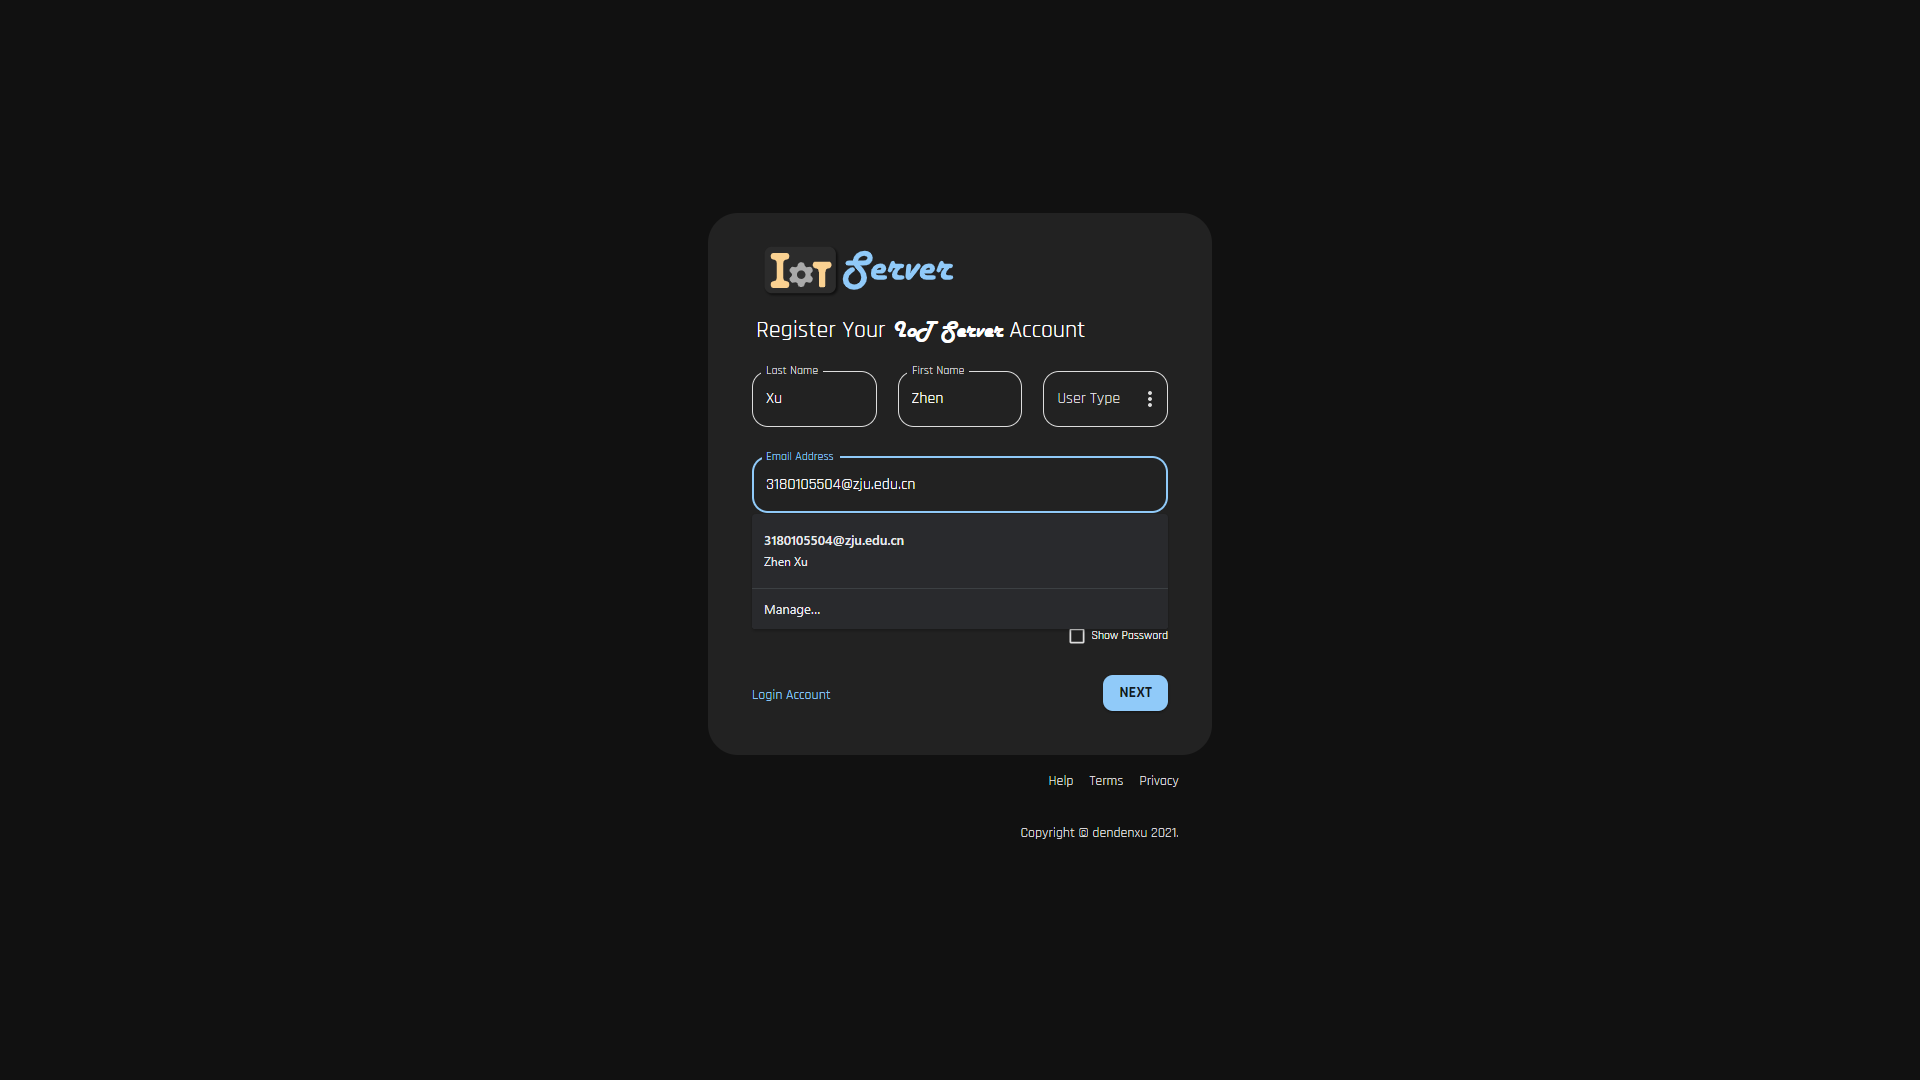 IoT Server
Register Your IoT Server Account
Last Name
Xu
First Name
Zhen
User Type
Email Address
3180105504@zju.edu.cn
3180105504@zju.edu.cn
Zhen Xu
Manage...
Show Password
Login Account
NEXT
Help Terms Privacy
Copyright © dendenxu 2021.